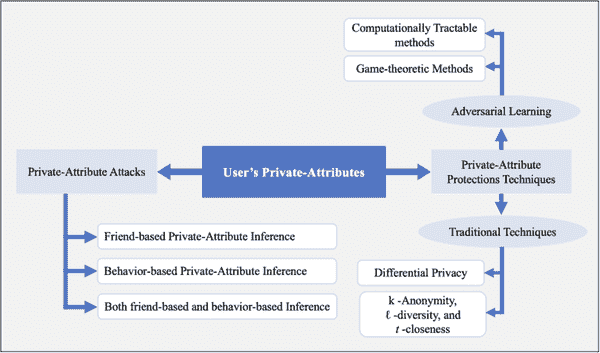 Computationally Tractable
methods
Game-theoretic Methods
Adversarial Learning
Private-Attribute Attacks
User's Private-Attributes
Private-Attribute
Protections Techniques
Friend-based Private-Attribute Inference
Behavior-based Private-Attribute Inference
Both friend-based and behavior-based Inference
Traditional Techniques
Differential Privacy
k -Anonymity,
ℓ -diversity, and
t -closeness